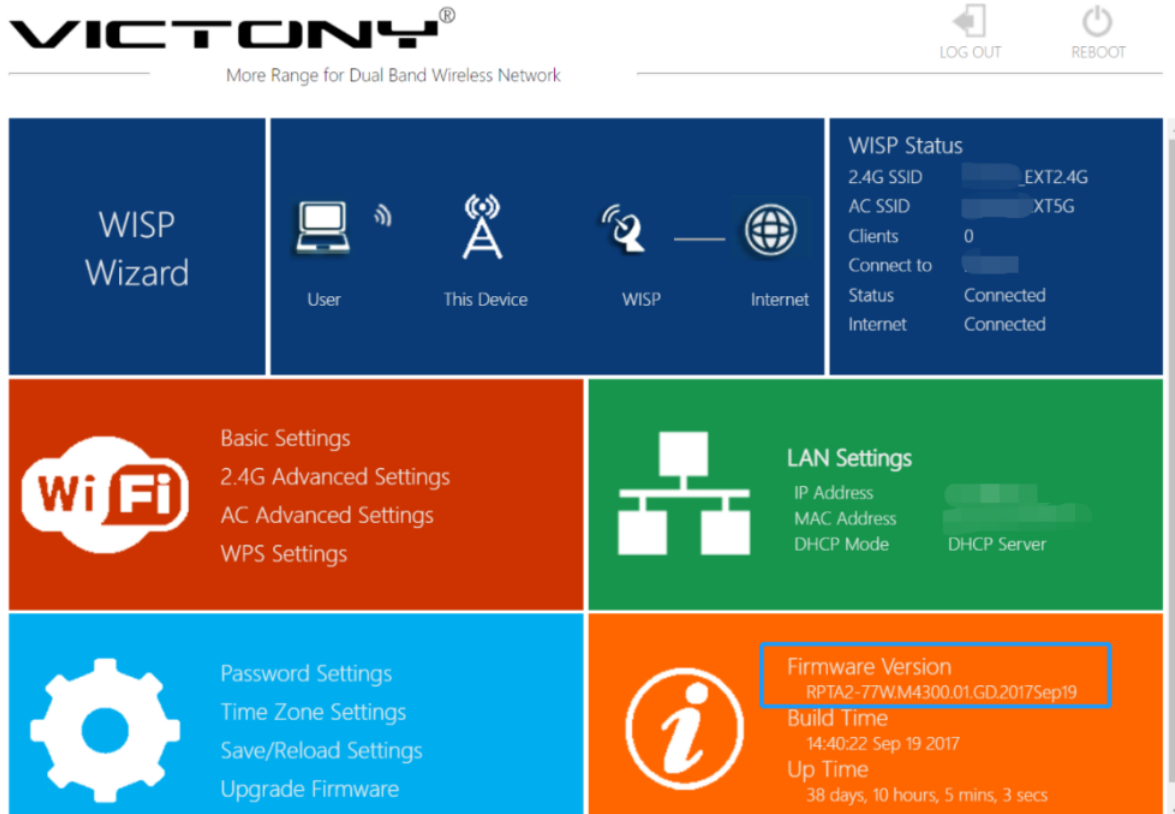 VICTONY®
LOG OUT
REBOOT
More Range for Dual Band Wireless Network
WISP
Wizard
User
This Device
WISP
Internet
WISP Status
2.4G SSID _EXT2.4G
AC SSID XT5G
Clients 0
Connect to
Status Connected
Internet Connected
WiFi
Basic Settings
2.4G Advanced Settings
AC Advanced Settings
WPS Settings
LAN Settings
IP Address
MAC Address
DHCP Mode DHCP Server
Password Settings
Time Zone Settings
Save/Reload Settings
Upgrade Firmware
i
Firmware Version
RPTA2-77W.M4300.01.GD.2017Sep19
Build Time
14:40:22 Sep 19 2017
Up Time
38 days, 10 hours, 5 mins, 3 secs